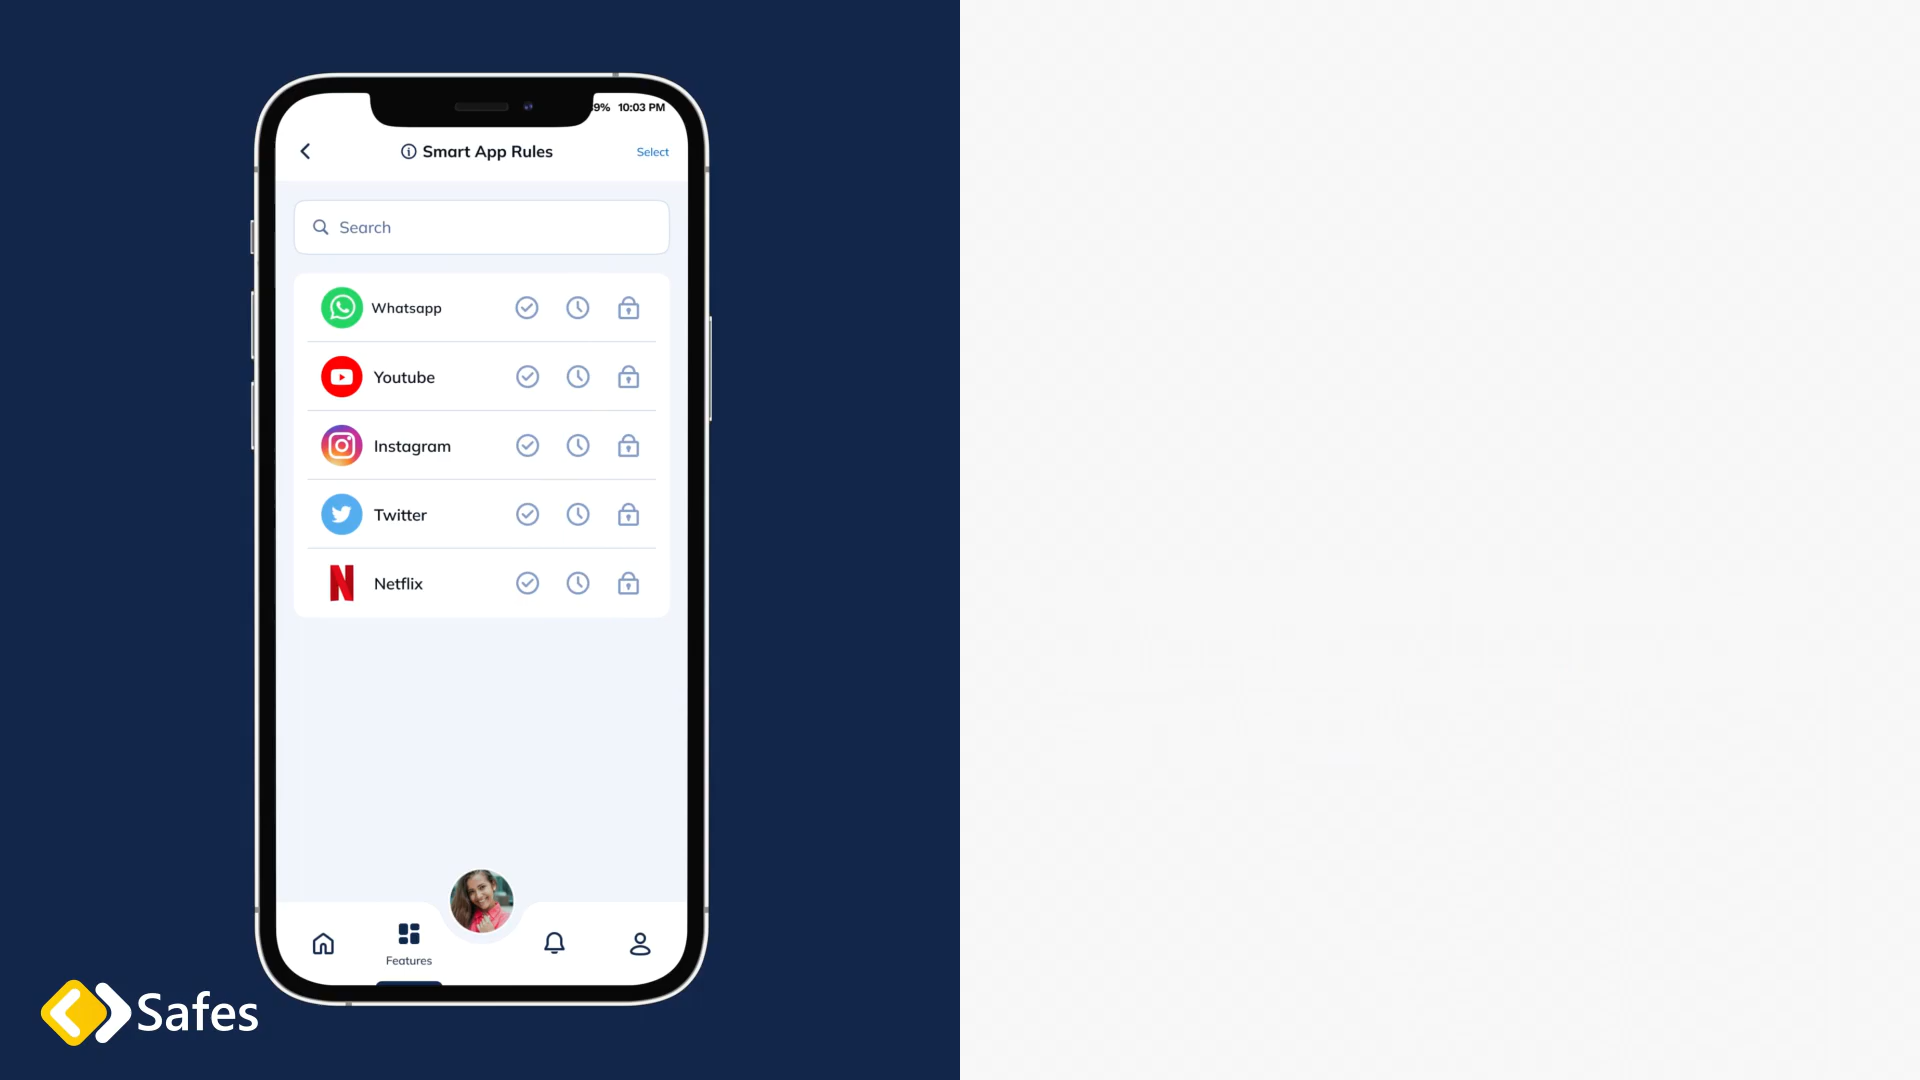 9% 10:03 PM
Smart App Rules
Select
Search
Whatsapp
Youtube
Instagram
Twitter
Netflix
Features
Safes